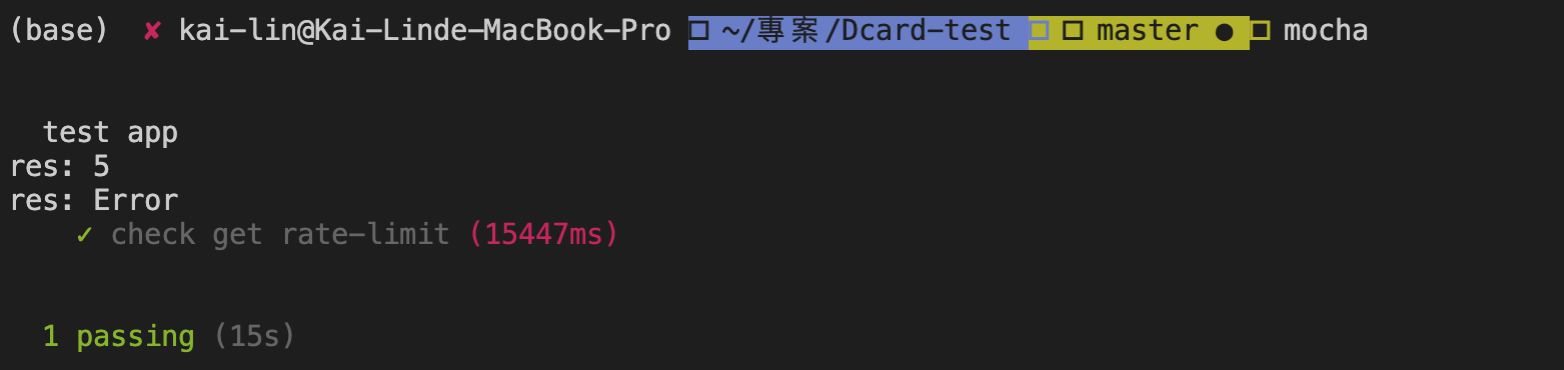 (base) ✘ kai-lin@Kai-Linde-MacBook-Pro □ ~/專案/Dcard-test □ □ master ● □ mocha
test app
res: 5
res: Error
✓ check get rate-limit (15447ms)
1 passing (15s)